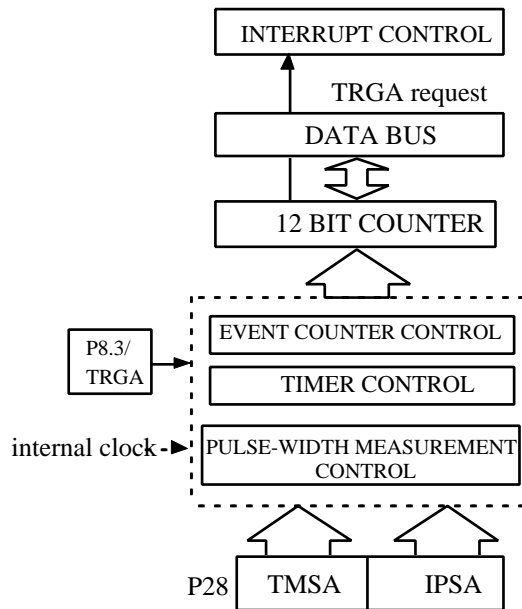 INTERRUPT CONTROL
TRGA request
DATA BUS
12 BIT COUNTER
EVENT COUNTER CONTROL
P8.3/
TRGA
TIMER CONTROL
internal clock
PULSE-WIDTH MEASUREMENT
CONTROL
P28
TMSA
IPSA